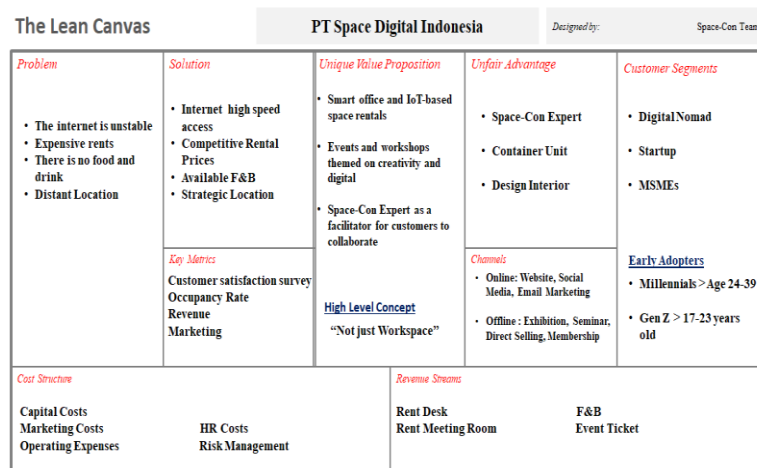 The Lean Canvas
PT Space Digital Indonesia
Designed by:
Space-Con Team
Problem
• The internet is unstable
• Expensive rents
• There is no food and
drink
• Distant Location
Solution
• Internet high speed
access
• Competitive Rental
Prices
• Available F&B
• Strategic Location
Key Metrics
Customer satisfaction survey
Occupancy Rate
Revenue
Marketing
Unique Value Proposition
• Smart office and IoT-based
space rentals
• Events and workshops
themed on creativity and
digital
• Space-Con Expert as a
facilitator for customers to
collaborate
High Level Concept
“Not just Workspace”
Unfair Advantage
• Space-Con Expert
• Container Unit
• Design Interior
Channels
• Online: Website, Social
Media, Email Marketing
• Offline : Exhibition, Seminar,
Direct Selling, Membership
Customer Segments
• Digital Nomad
• Startup
• MSMEs
Early Adopters
• Millennials > Age 24-39
• Gen Z > 17-23 years
old
Cost Structure
Capital Costs
Marketing Costs
Operating Expenses
HR Costs
Risk Management
Revenue Streams
Rent Desk
Rent Meeting Room
F&B
Event Ticket